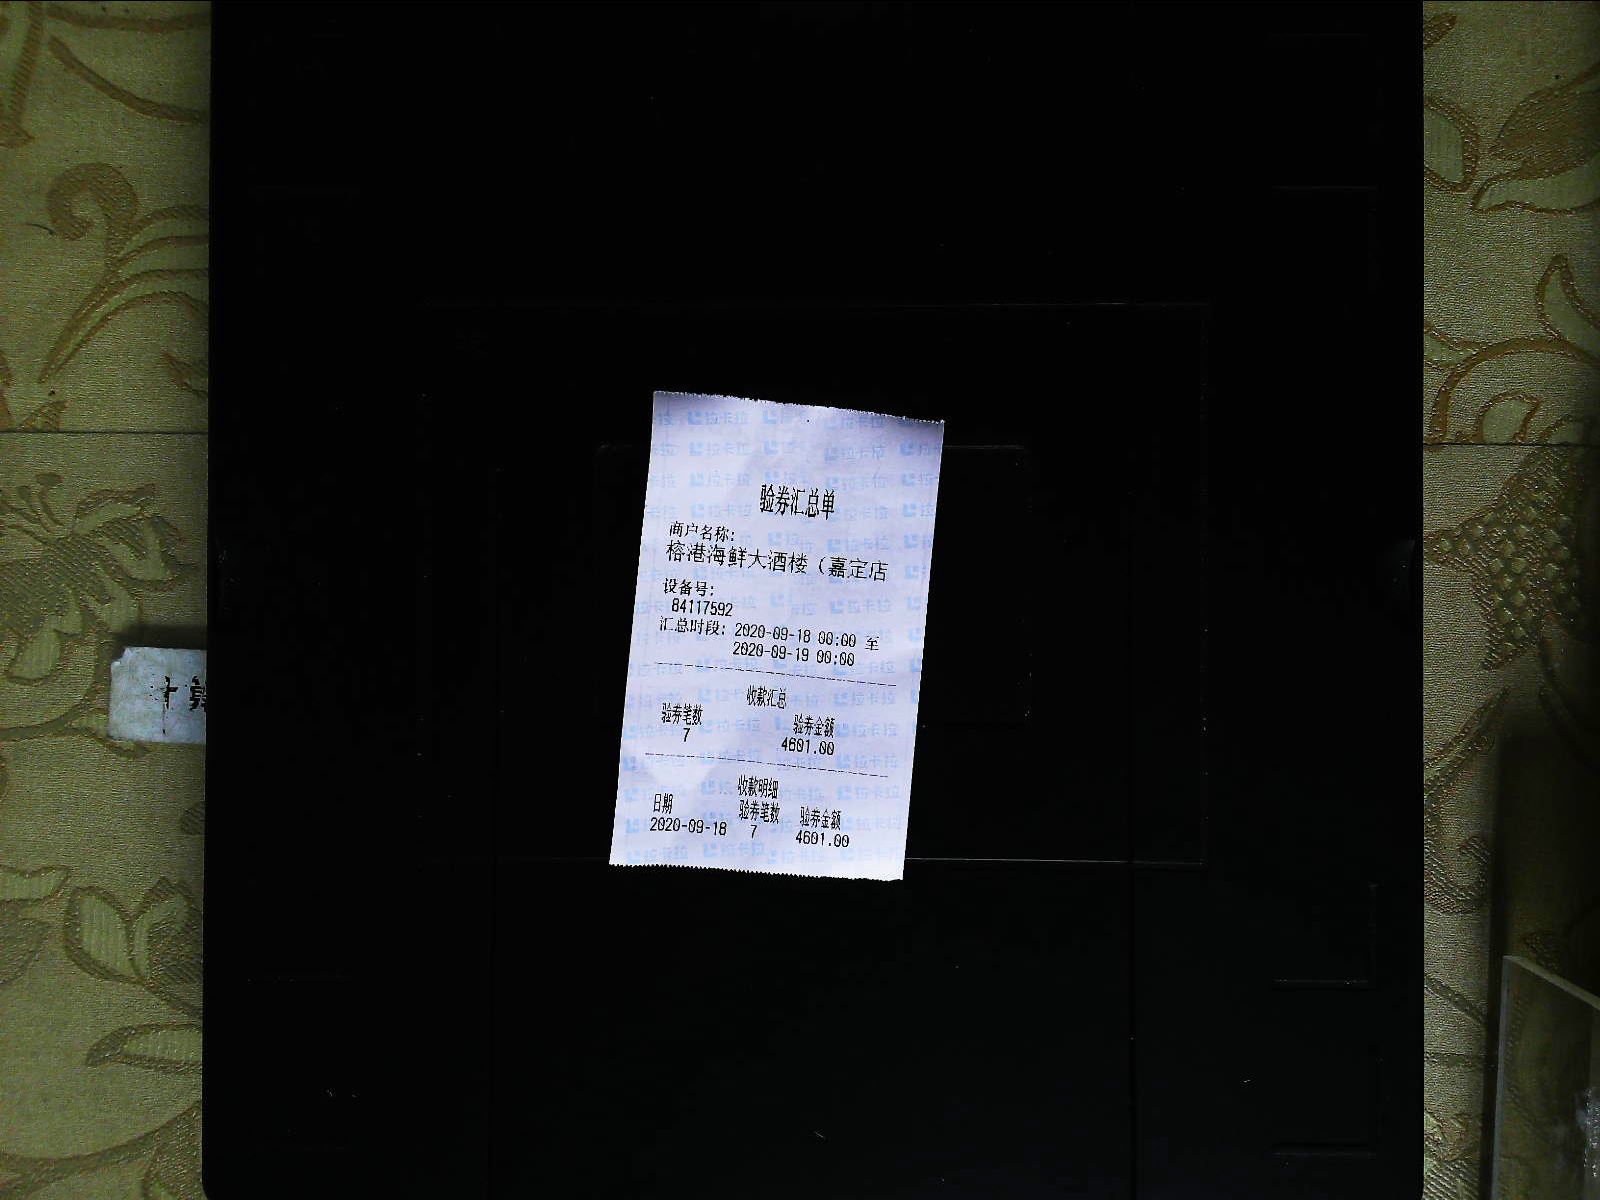 验券汇总单
商户名称:
榕港海鲜大酒楼（嘉定店
设备号:
84117592
汇总时段: 2020-09-18 00:00 至
2020-09-19 00:00
收款汇总
验券笔数 验券金额
7 4601.00
收款明细
日期 验券笔数 验券金额
2020-09-18 7 4601.00
拉卡拉